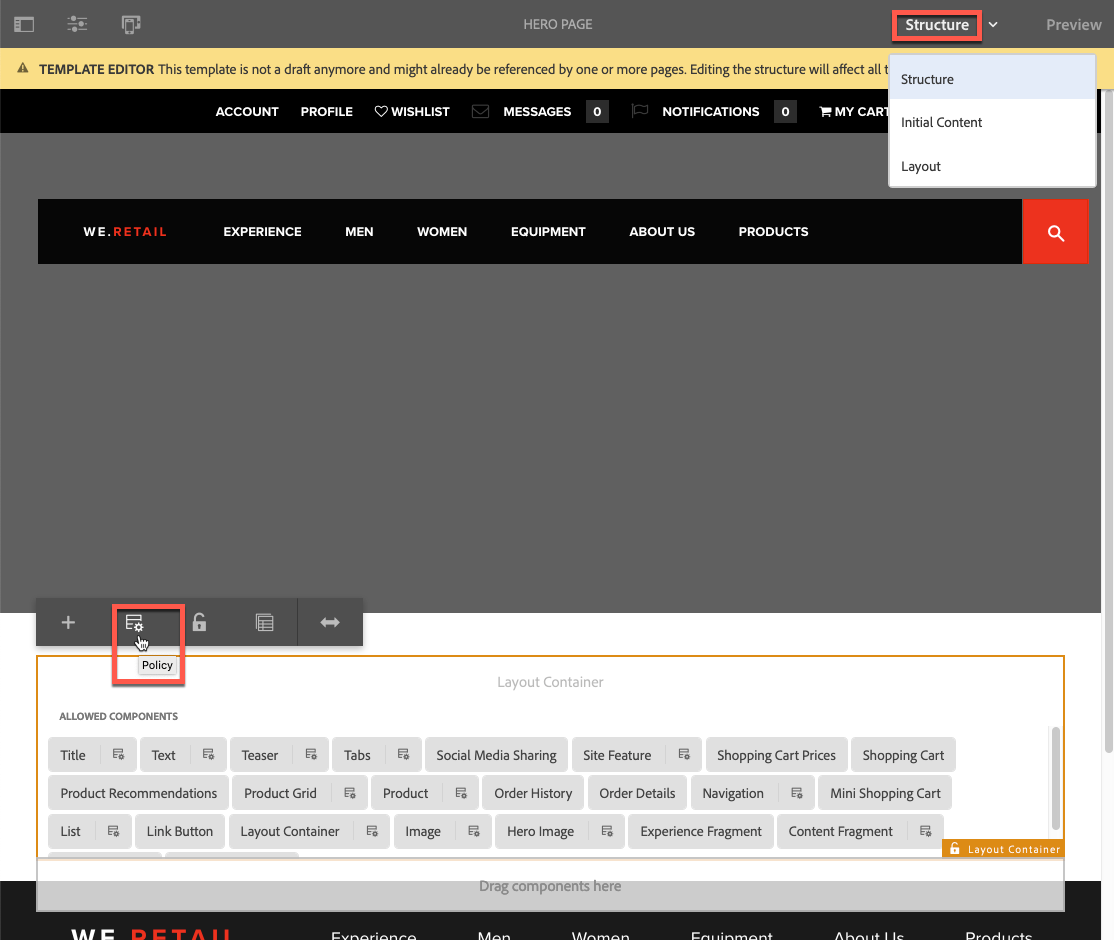 HERO PAGE
Structure
Preview
TEMPLATE EDITOR This template is not a draft anymore and might already be referenced by one or more pages. Editing the structure will affect all t
Structure
Initial Content
Layout
ACCOUNT PROFILE WISHLIST MESSAGES 0 NOTIFICATIONS 0 MY CART
WE.RETAIL EXPERIENCE MEN WOMEN EQUIPMENT ABOUT US PRODUCTS
Policy
Layout Container
ALLOWED COMPONENTS
Title Text Teaser Tabs Social Media Sharing Site Feature Shopping Cart Prices Shopping Cart
Product Recommendations Product Grid Product Order History Order Details Navigation Mini Shopping Cart
List Link Button Layout Container Image Hero Image Experience Fragment Content Fragment
Layout Container
Drag components here
WE.RETAIL Experience Men Women Equipment About Us Products